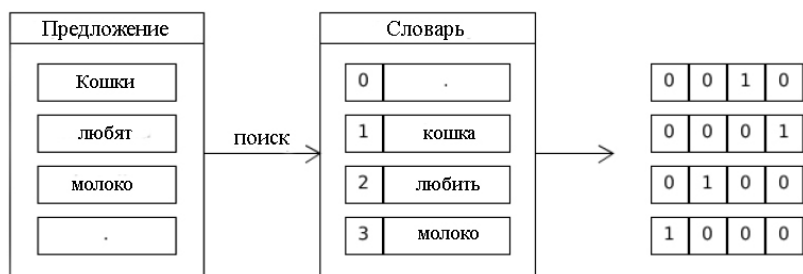 Предложение
Кошки
любят
молоко
.
поиск
Словарь
0 .
1 кошка
2 любить
3 молоко
0 0 1 0
0 0 0 1
0 1 0 0
1 0 0 0